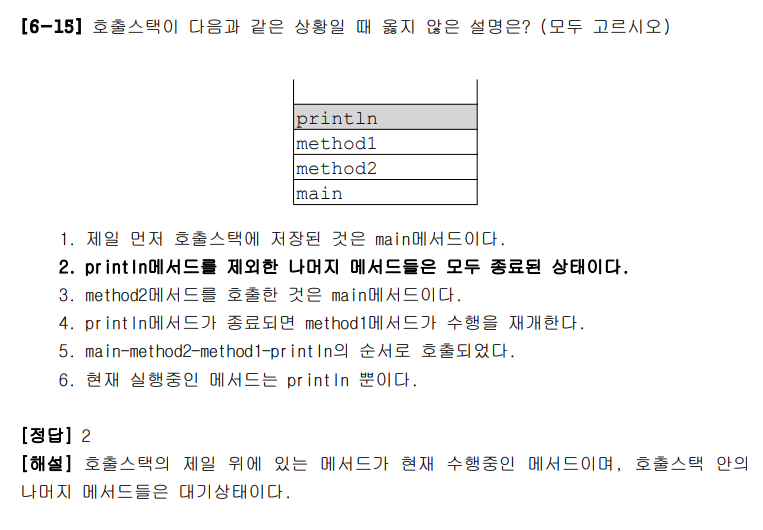 [6-15] 호출스택이 다음과 같은 상황일 때 옳지 않은 설명은? (모두 고르시오)
println
method1
method2
main
1. 제일 먼저 호출스택에 저장된 것은 main메서드이다.
2. println메서드를 제외한 나머지 메서드들은 모두 종료된 상태이다.
3. method2메서드를 호출한 것은 main메서드이다.
4. println메서드가 종료되면 method1메서드가 수행을 재개한다.
5. main-method2-method1-println의 순서로 호출되었다.
6. 현재 실행중인 메서드는 println 뿐이다.
[정답] 2
[해설] 호출스택의 제일 위에 있는 메서드가 현재 수행중인 메서드이며, 호출스택 안의
나머지 메서드들은 대기상태이다.